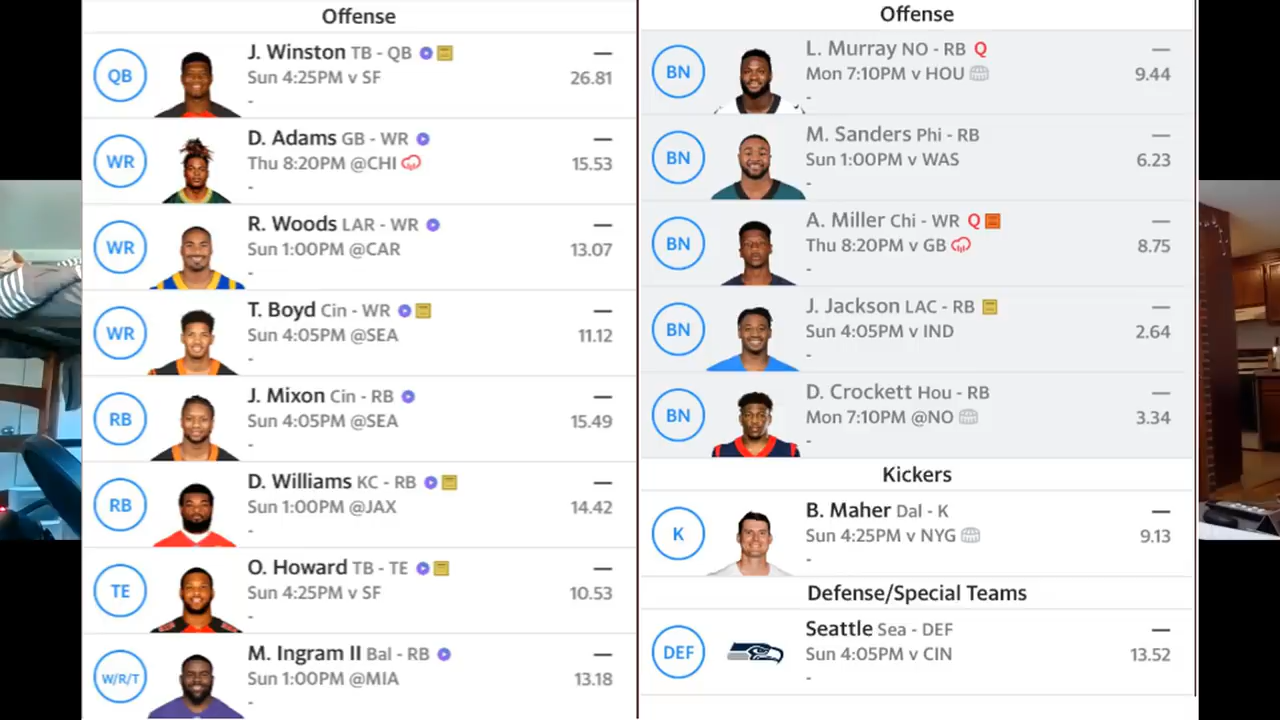 Offense
QB
J. Winston TB - QB
Sun 4:25PM v SF
—
26.81
-
WR
D. Adams GB - WR
Thu 8:20PM @CHI
—
15.53
-
WR
R. Woods LAR - WR
Sun 1:00PM @CAR
—
13.07
-
WR
T. Boyd Cin - WR
Sun 4:05PM @SEA
—
11.12
-
RB
J. Mixon Cin - RB
Sun 4:05PM @SEA
—
15.49
-
RB
D. Williams KC - RB
Sun 1:00PM @JAX
—
14.42
-
TE
O. Howard TB - TE
Sun 4:25PM v SF
—
10.53
-
W/R/T
M. Ingram II Bal - RB
Sun 1:00PM @MIA
—
13.18
-
Offense
BN
L. Murray NO - RB Q
Mon 7:10PM v HOU
—
9.44
-
BN
M. Sanders Phi - RB
Sun 1:00PM v WAS
—
6.23
-
BN
A. Miller Chi - WR Q
Thu 8:20PM v GB
—
8.75
-
BN
J. Jackson LAC - RB
Sun 4:05PM v IND
—
2.64
-
BN
D. Crockett Hou - RB
Mon 7:10PM @NO
—
3.34
-
Kickers
K
B. Maher Dal - K
Sun 4:25PM v NYG
—
9.13
-
Defense/Special Teams
DEF
Seattle Sea - DEF
Sun 4:05PM v CIN
—
13.52
-